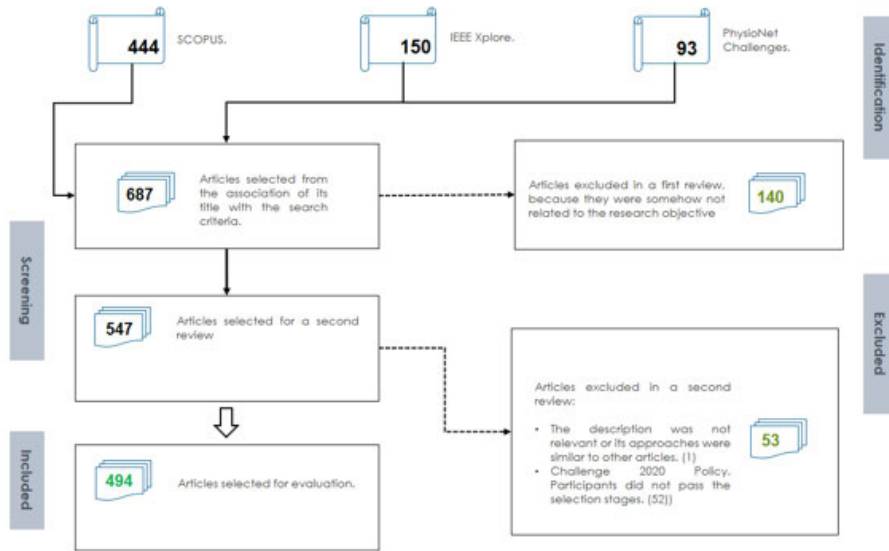 444
SCOPUS.
150
IEEE Xplore.
93
PhysioNet
Challenges.
Identification
687
Articles selected from
the association of its
title with the search
criteria.
Articles excluded in a first review,
because they were somehow not
related to the research objective
140
Screening
547
Articles selected for a second
review
Excluded
Articles excluded in a second
review:
• The description was not
relevant or its approaches were
similar to other articles. (1)
• Challenge 2020 Policy.
Participants did not pass the
selection stages. (52))
53
Included
494
Articles selected for evaluation.